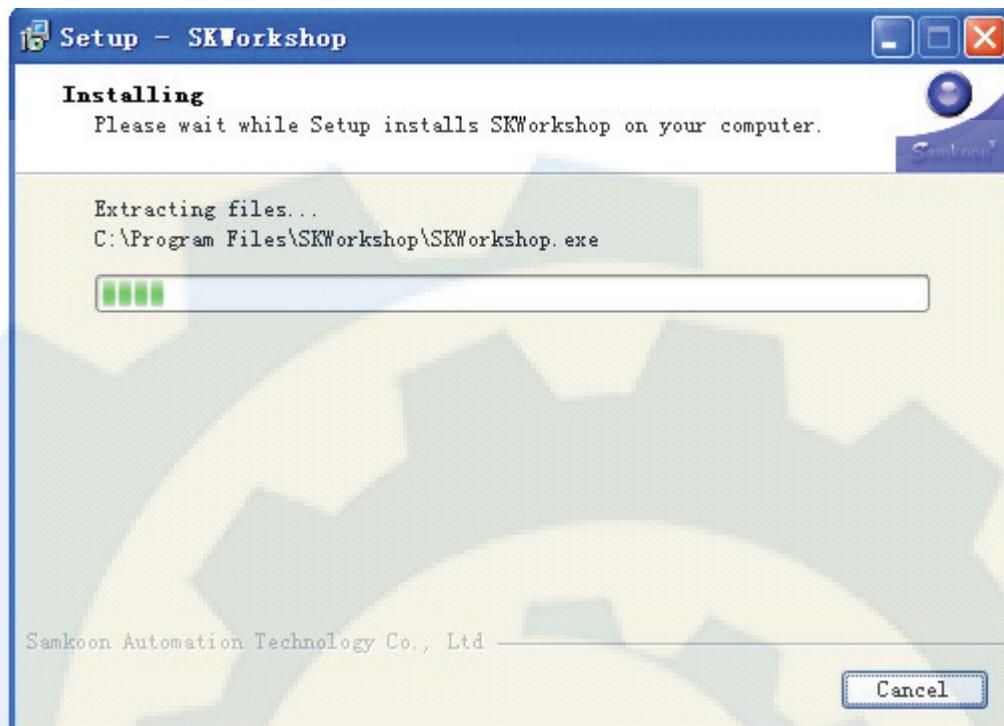 Setup - SKWorkshop
Installing
Please wait while Setup installs SKWorkshop on your computer.
Samkoon
Extracting files...
C:\Program Files\SKWorkshop\SKWorkshop.exe
Samkoon Automation Technology Co., Ltd
Cancel